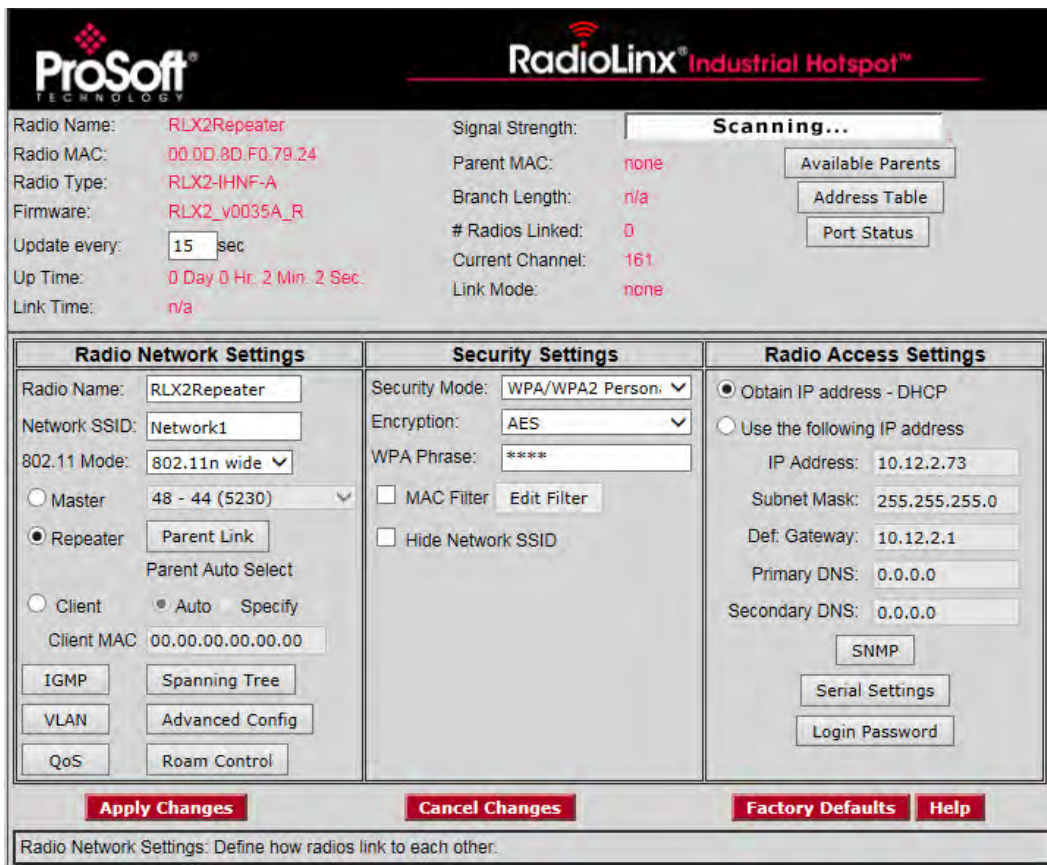 ProSoft®
TECHNOLOGY
RadioLinx® Industrial Hotspot™
Radio Name: RLX2Repeater
Radio MAC: 00.0D.8D.F0.79.24
Radio Type: RLX2-IHNF-A
Firmware: RLX2_v0035A_R
Update every: 15 sec
Up Time: 0 Day 0 Hr. 2 Min. 2 Sec.
Link Time: n/a
Signal Strength: Scanning...
Parent MAC: none
Branch Length: n/a
# Radios Linked: 0
Current Channel: 161
Link Mode: none
Available Parents
Address Table
Port Status
Radio Network Settings
Radio Name: RLX2Repeater
Network SSID: Network1
802.11 Mode: 802.11n wide
Master 48 - 44 (5230)
Repeater Parent Link
Parent Auto Select
Client Auto Specify
Client MAC 00.00.00.00.00.00
IGMP Spanning Tree
VLAN Advanced Config
QoS Roam Control
Security Settings
Security Mode: WPA/WPA2 Person
Encryption: AES
WPA Phrase: ****
MAC Filter Edit Filter
Hide Network SSID
Radio Access Settings
Obtain IP address - DHCP
Use the following IP address
IP Address: 10.12.2.73
Subnet Mask: 255.255.255.0
Def. Gateway: 10.12.2.1
Primary DNS: 0.0.0.0
Secondary DNS: 0.0.0.0
SNMP
Serial Settings
Login Password
Apply Changes Cancel Changes Factory Defaults Help
Radio Network Settings: Define how radios link to each other.